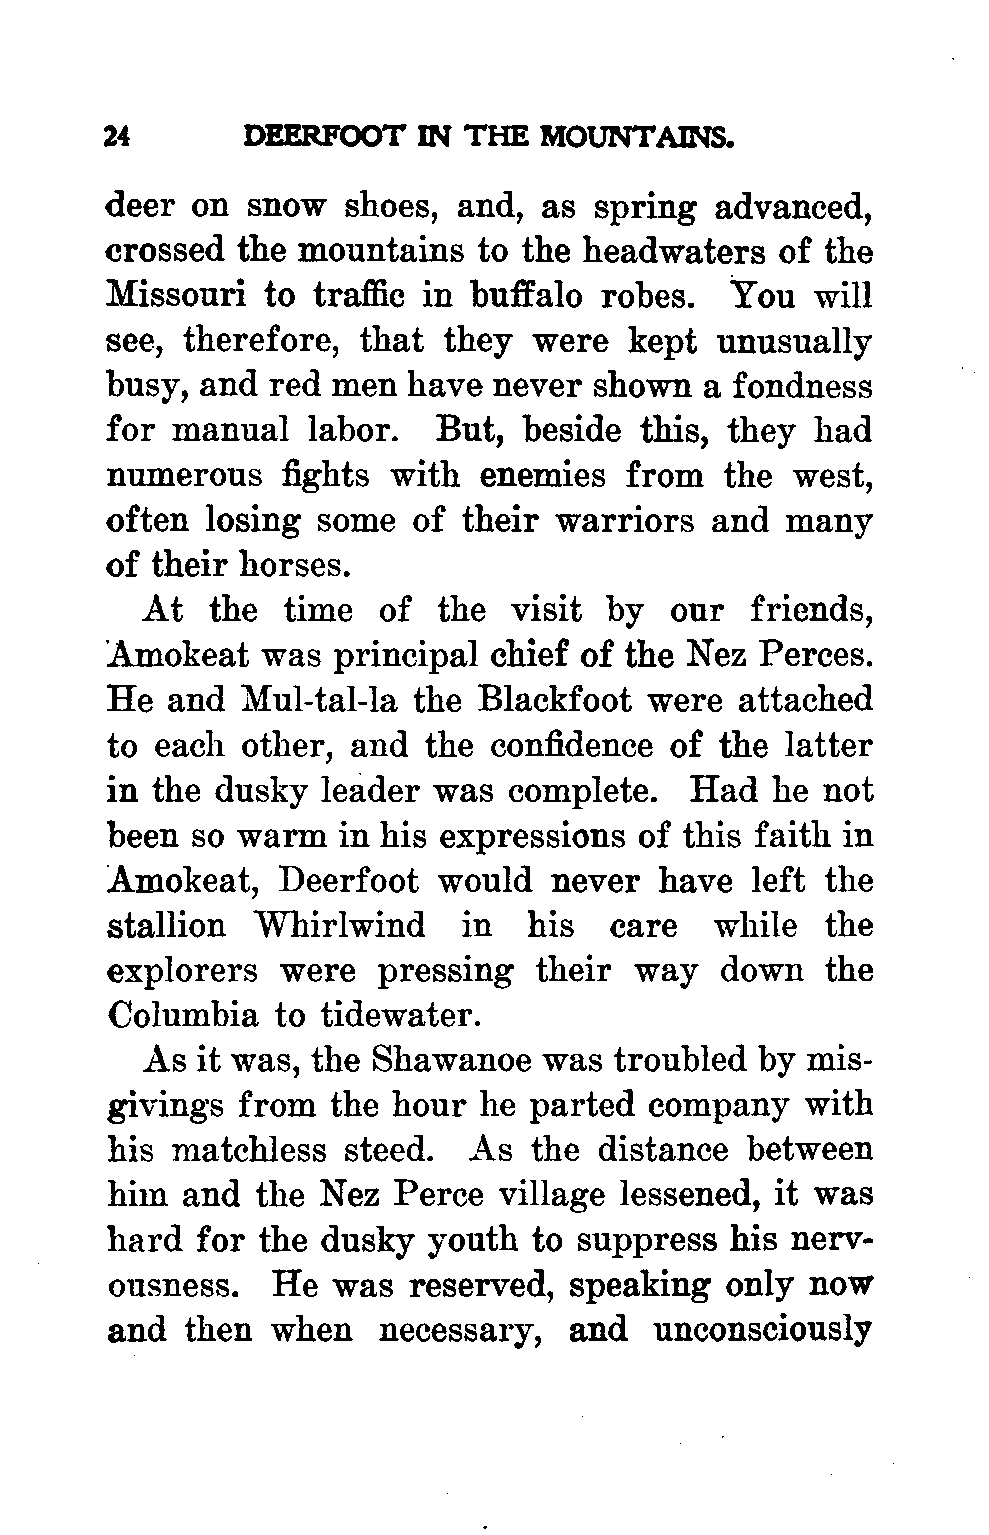 24 DEERFOOT IN THE MOUNTAINS.
deer on snow shoes, and, as spring advanced,
crossed the mountains to the headwaters of the
Missouri to traffic in buffalo robes. You will
see, therefore, that they were kept unusually
busy, and red men have never shown a fondness
for manual labor. But, beside this, they had
numerous fights with enemies from the west,
often losing some of their warriors and many
of their horses.
At the time of the visit by our friends,
Amokeat was principal chief of the Nez Perces.
He and Mul-tal-la the Blackfoot were attached
to each other, and the confidence of the latter
in the dusky leader was complete. Had he not
been so warm in his expressions of this faith in
Amokeat, Deerfoot would never have left the
stallion Whirlwind in his care while the
explorers were pressing their way down the
Columbia to tidewater.
As it was, the Shawanoe was troubled by mis-
givings from the hour he parted company with
his matchless steed. As the distance between
him and the Nez Perce village lessened, it was
hard for the dusky youth to suppress his nerv-
ousness. He was reserved, speaking only now
and then when necessary, and unconsciously